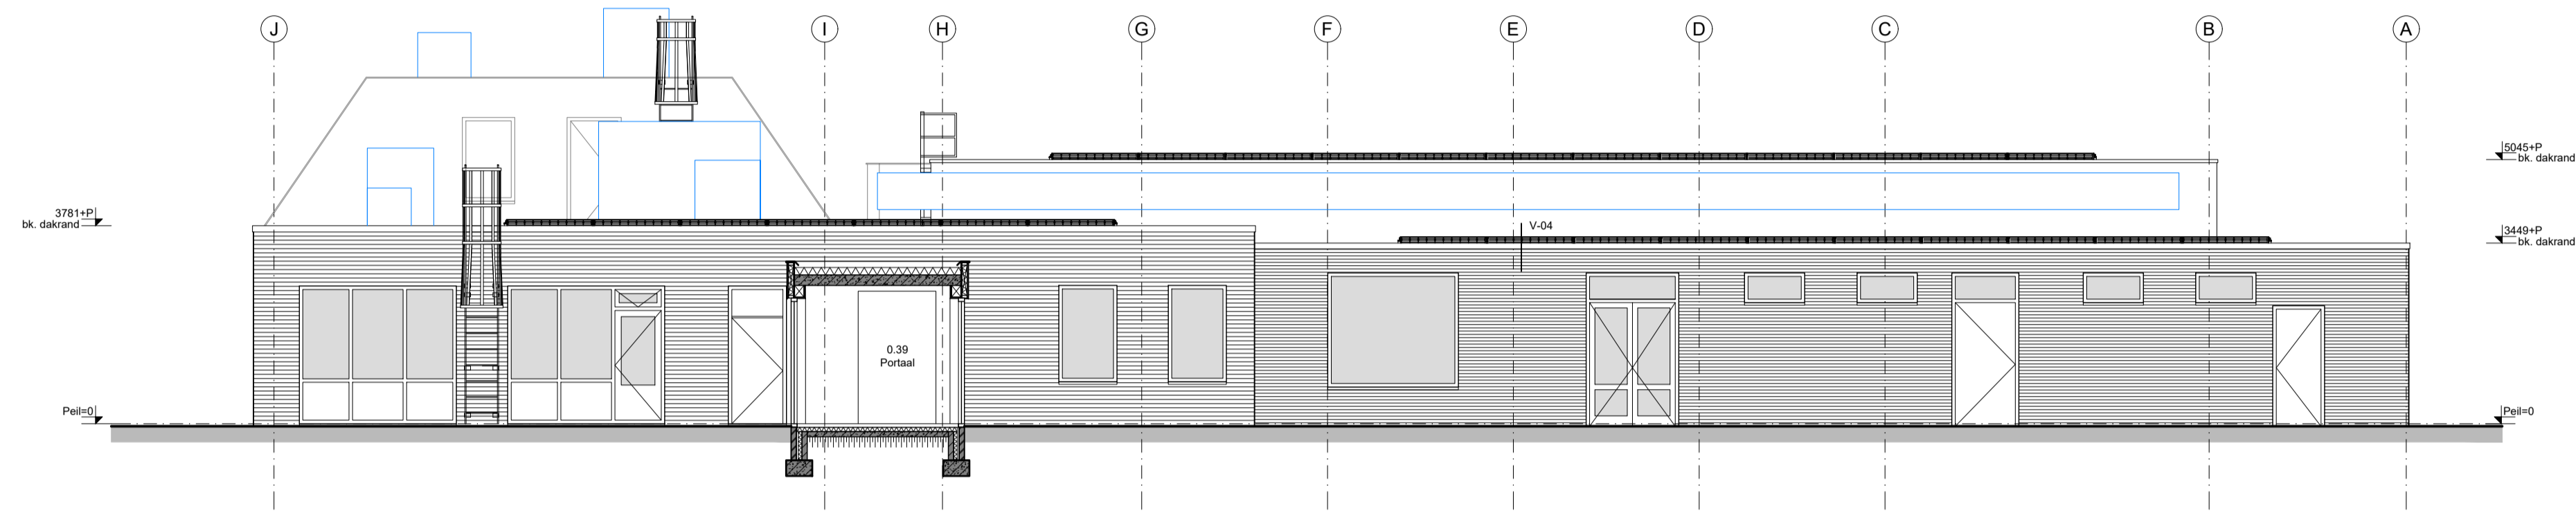 J
I
H
G
F
E
D
C
B
A
5045+P
bk. dakrand
3781+P
bk. dakrand
V-04
3449+P
bk. dakrand
0.39
Portaal
Peil=0
Peil=0